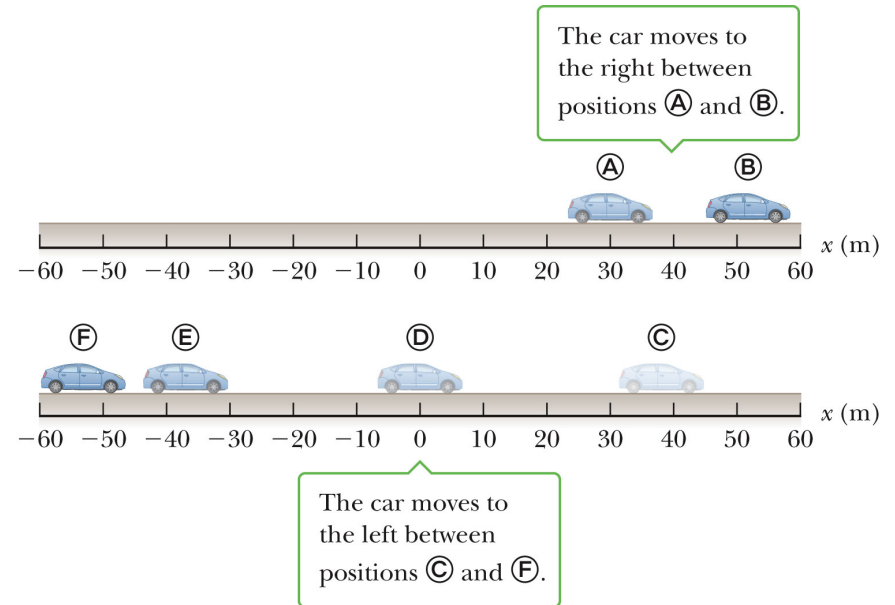 The car moves to
the right between
positions Ⓐ and Ⓑ.
Ⓐ Ⓑ
x (m)
−60 −50 −40 −30 −20 −10 0 10 20 30 40 50 60
Ⓕ Ⓔ Ⓓ Ⓒ
x (m)
−60 −50 −40 −30 −20 −10 0 10 20 30 40 50 60
The car moves to
the left between
positions Ⓒ and Ⓕ.